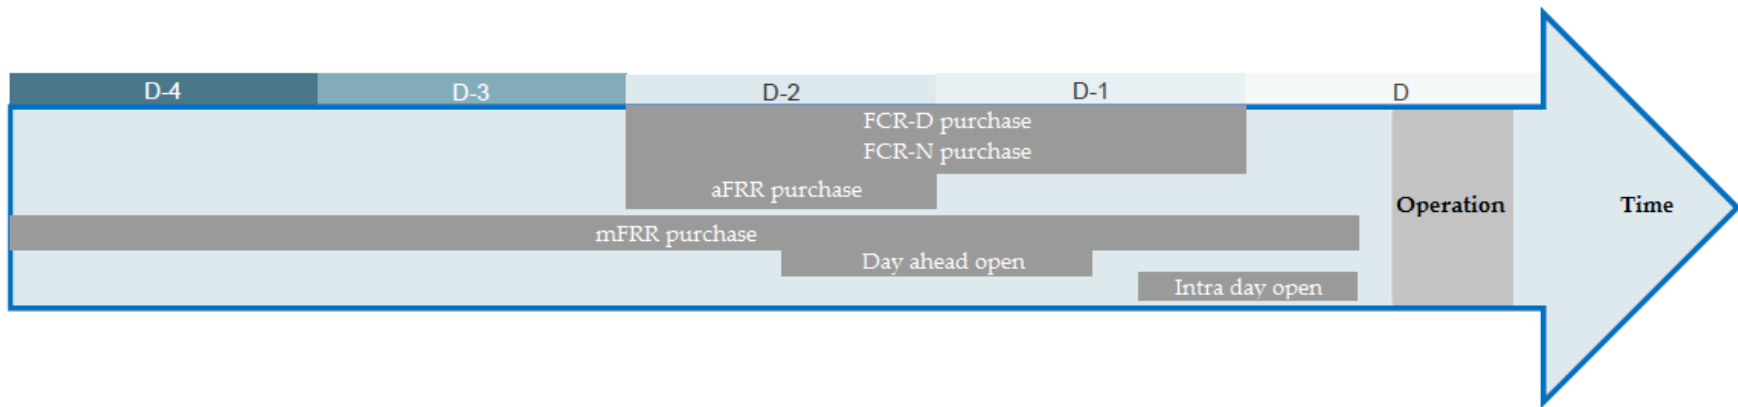 D-4
D-3
D-2
D-1
D
FCR-D purchase
FCR-N purchase
aFRR purchase
Operation
Time
mFRR purchase
Day ahead open
Intra day open